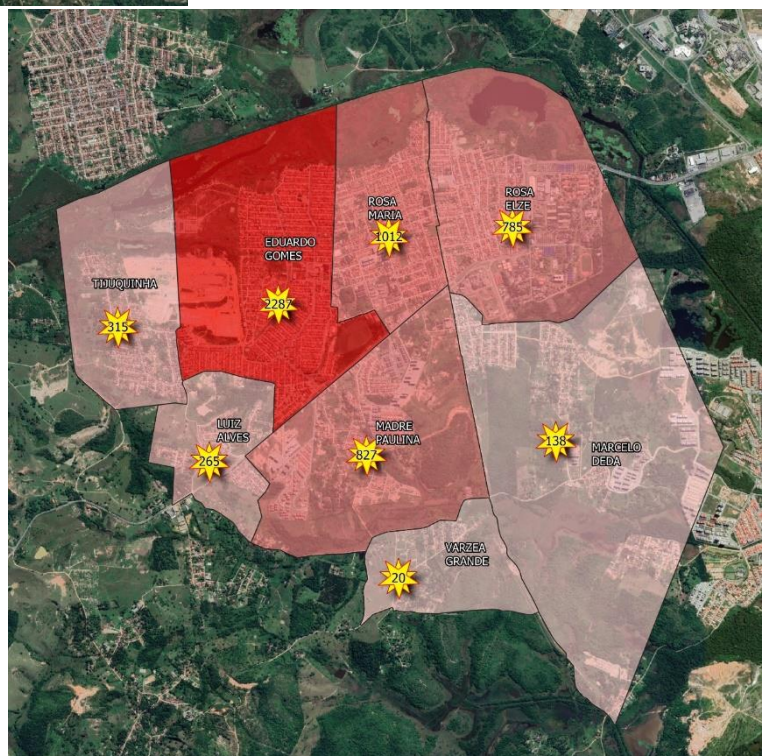 ROSA
MARIA
1012
ROSA
ELZE
785
EDUARDO
GOMES
2287
TIJUQUINHA
315
LUIZ
ALVES
265
MADRE
PAULINA
827
138
MARCELO
DEDA
VARZEA
GRANDE
20